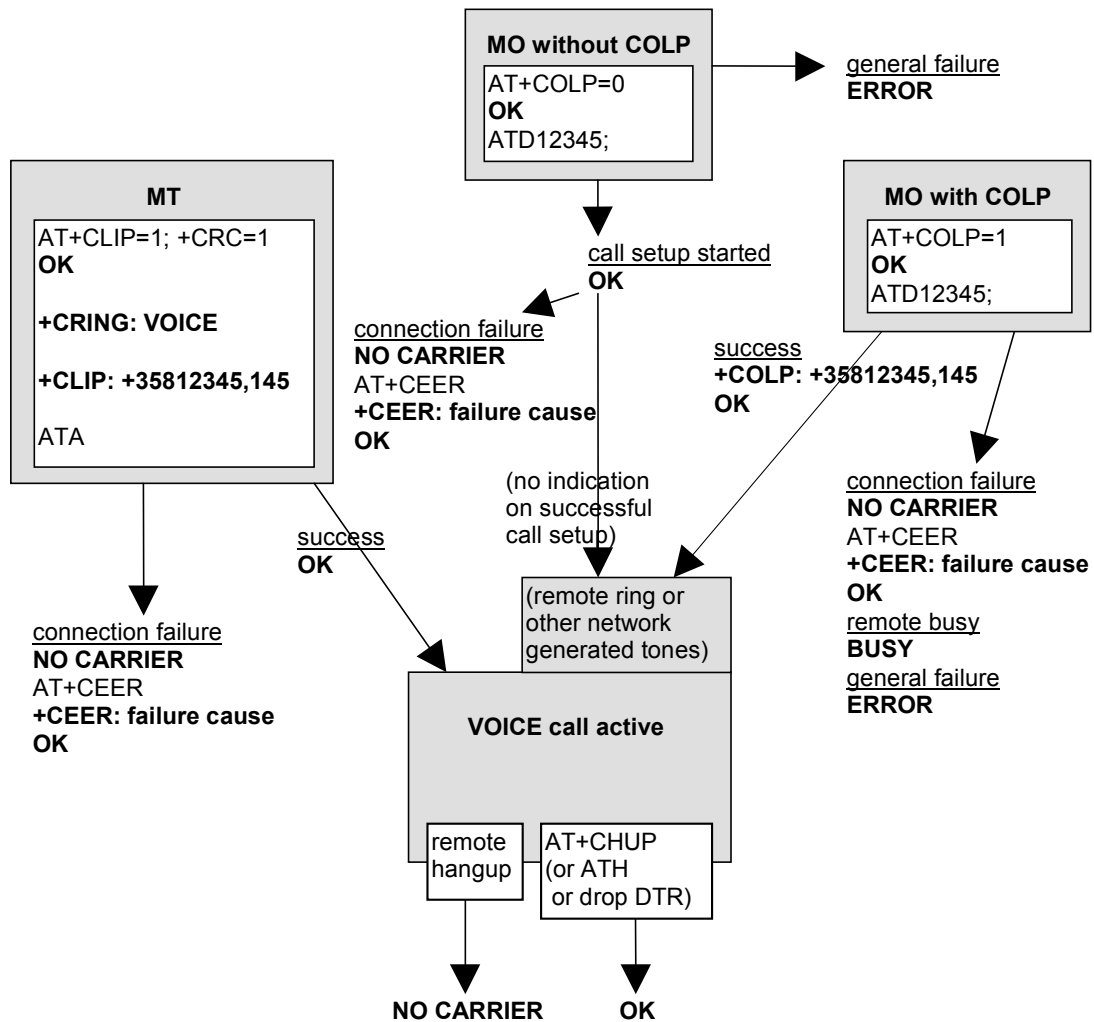 MO without COLP
AT+COLP=0
OK
ATD12345;
general failure
ERROR
MT
AT+CLIP=1; +CRC=1
OK
+CRING: VOICE
+CLIP: +35812345,145
ATA
MO with COLP
AT+COLP=1
OK
ATD12345;
call setup started
OK
connection failure
NO CARRIER
AT+CEER
+CEER: failure cause
OK
success
+COLP: +35812345,145
OK
(no indication
on successful
call setup)
success
OK
connection failure
NO CARRIER
AT+CEER
+CEER: failure cause
OK
remote busy
BUSY
general failure
ERROR
connection failure
NO CARRIER
AT+CEER
+CEER: failure cause
OK
(remote ring or
other network
generated tones)
VOICE call active
remote
hangup
AT+CHUP
(or ATH
or drop DTR)
NO CARRIER
OK